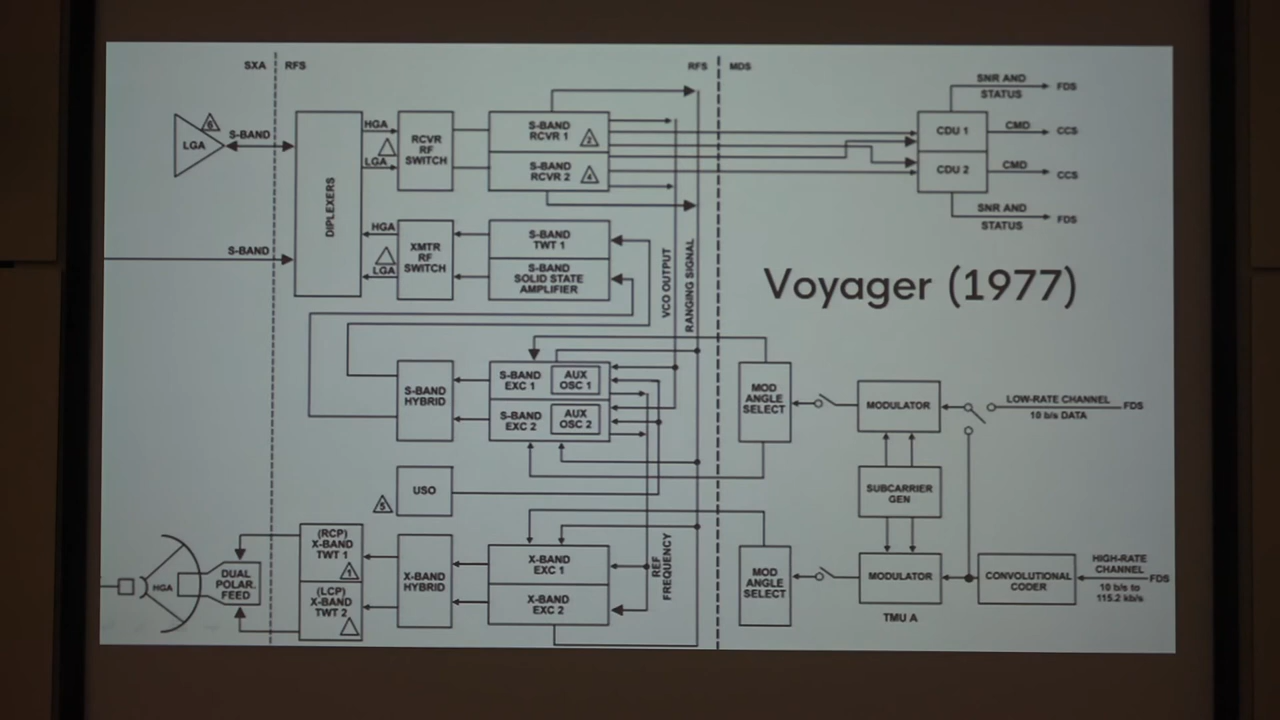 SXA
RFS
RFS
MDS
SNR AND
STATUS
FDS
6
LGA
S-BAND
DIPLEXERS
HGA
LGA
RCVR
RF
SWITCH
S-BAND
RCVR 1
2
S-BAND
RCVR 2
4
CDU 1
CMD
CCS
CDU 2
CMD
CCS
SNR AND
STATUS
FDS
S-BAND
HGA
LGA
XMTR
RF
SWITCH
S-BAND
TWT 1
S-BAND
SOLID STATE
AMPLIFIER
VCO OUTPUT
RANGING SIGNAL
Voyager (1977)
S-BAND
HYBRID
S-BAND
EXC 1
AUX
OSC 1
S-BAND
EXC 2
AUX
OSC 2
MOD
ANGLE
SELECT
MODULATOR
LOW-RATE CHANNEL
10 b/s DATA
FDS
5
USO
SUBCARRIER
GEN
HGA
DUAL
POLAR.
FEED
(RCP)
X-BAND
TWT 1
1
(LCP)
X-BAND
TWT 2
X-BAND
HYBRID
X-BAND
EXC 1
X-BAND
EXC 2
REF
FREQUENCY
MOD
ANGLE
SELECT
MODULATOR
TMU A
CONVOLUTIONAL
CODER
HIGH-RATE
CHANNEL
10 b/s to
115.2 kb/s
FDS